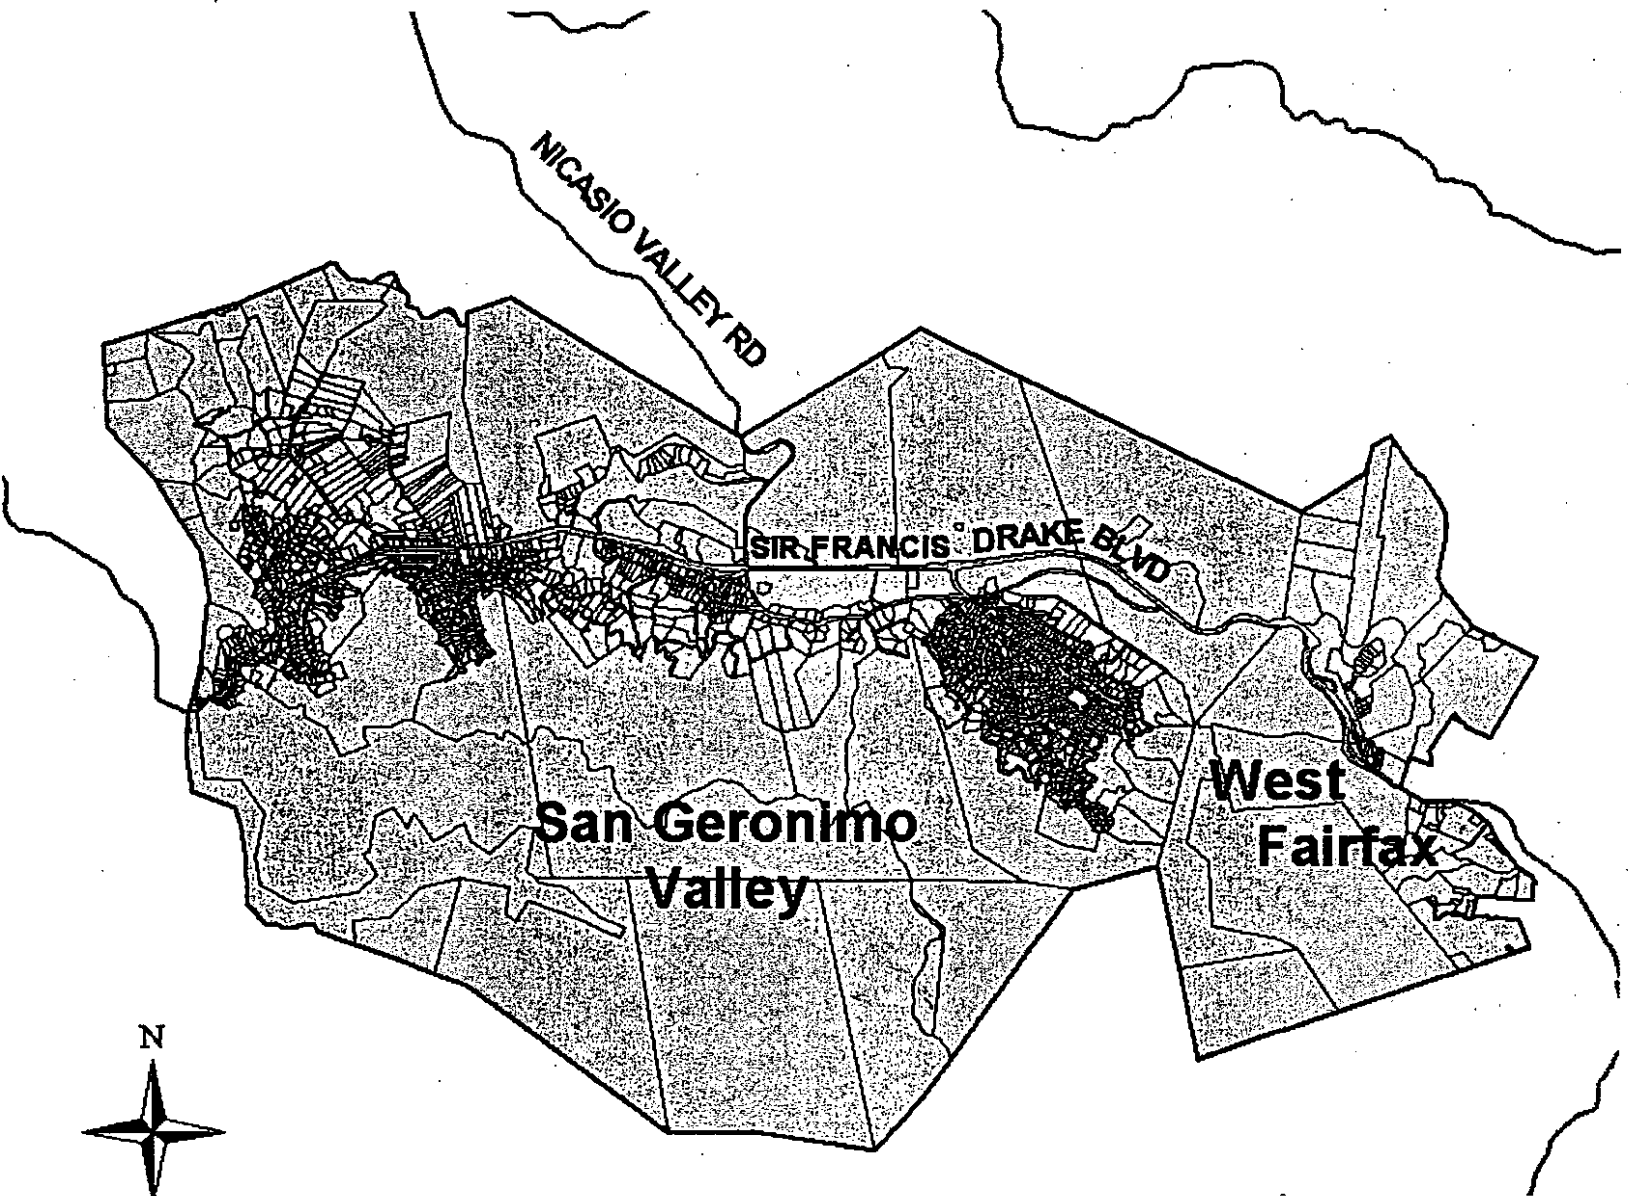 NICASIO VALLEY RD
SIR FRANCIS DRAKE BLVD
West
Fairfax
San Geronimo
Valley
N